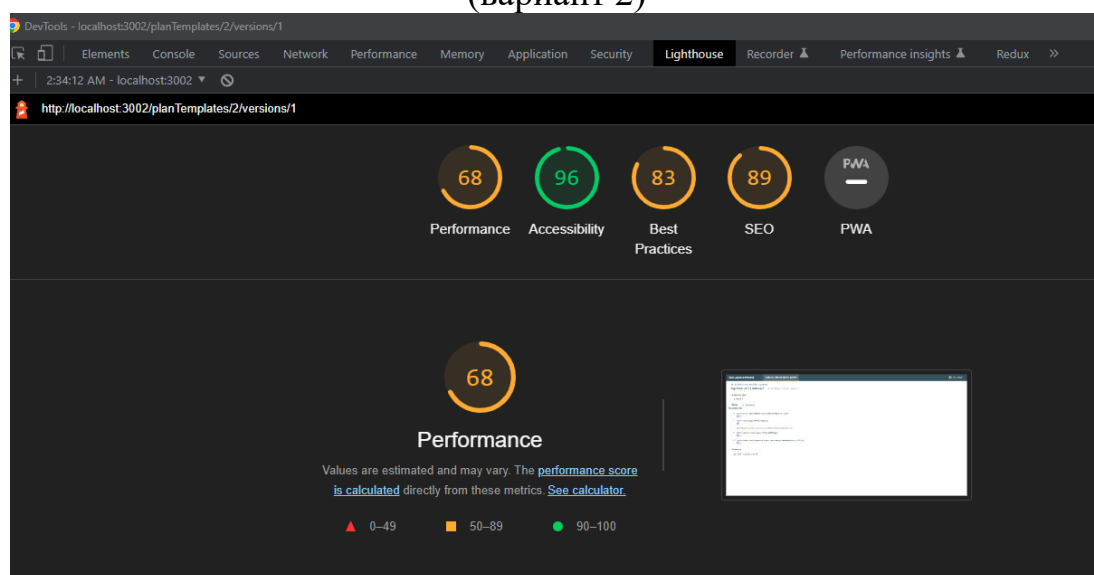 (вариант 2)
DevTools - localhost:3002/planTemplates/2/versions/1
Elements Console Sources Network Performance Memory Application Security Lighthouse Recorder Performance insights Redux »
+ 2:34:12 AM - localhost:3002 ▼
http://localhost:3002/planTemplates/2/versions/1
68 96 83 89 PWA
Performance Accessibility Best Practices SEO PWA
68
Performance
Values are estimated and may vary. The performance score
is calculated directly from these metrics. See calculator.
0–49 50–89 90–100